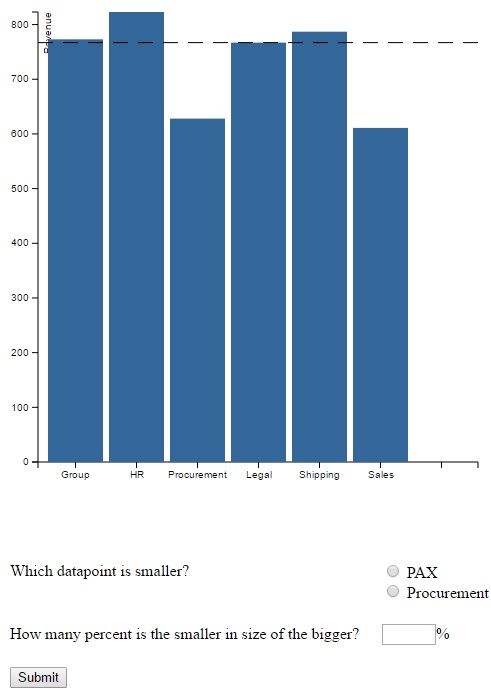 Revenue
800
700
600
500
400
300
200
100
0
Group HR Procurement Legal Shipping Sales
Which datapoint is smaller?
PAX
Procurement
How many percent is the smaller in size of the bigger? %
Submit